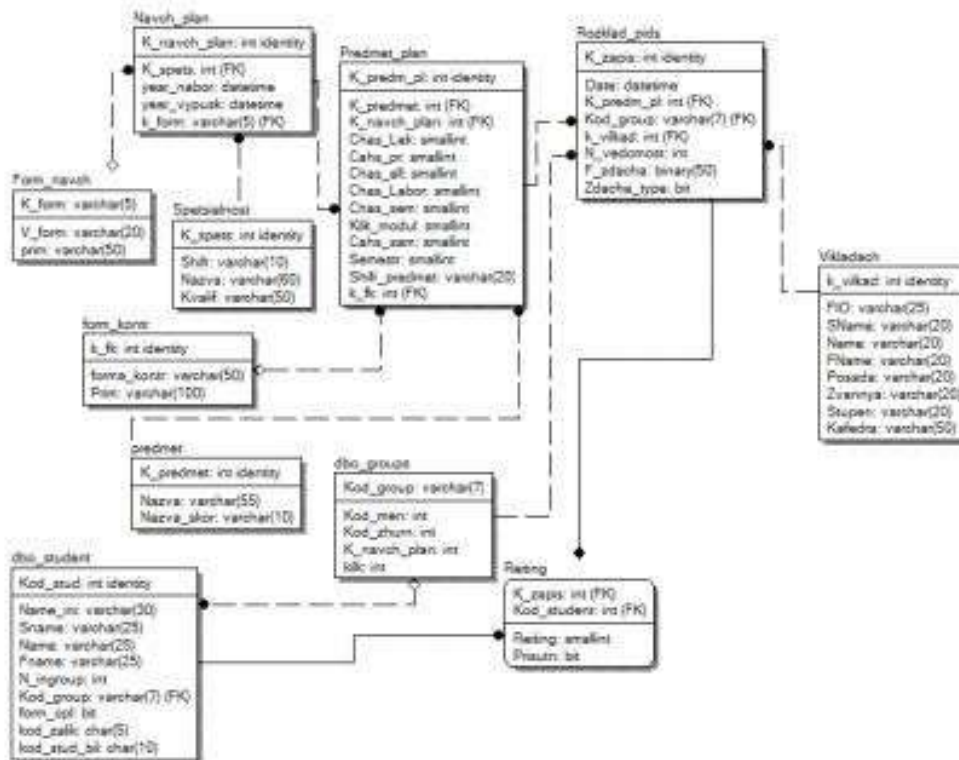 Navch_plan
K_navch_plan: int identity
K_spets: int (FK)
year_nabor: datetime
year_vypusk: datetime
k_form: varchar(5) (FK)
Predmet_plan
K_predm_pl: int identity
K_predmet: int (FK)
K_navch_plan: int (FK)
Chas_Lek: smallint
Cahs_pr: smallint
Chas_all: smallint
Chas_Labor: smallint
Chas_sem: smallint
Kilk_modul: smallint
Cahs_sam: smallint
Semestr: smallint
Shifr_predmet: varchar(20)
k_fk: int (FK)
Rozklad_pids
K_zapis: int identity
Date: datetime
K_predm_pl: int (FK)
Kod_group: varchar(7) (FK)
k_vilkad: int (FK)
N_vedomost: int
F_zdacha: binary(50)
Zdacha_type: bit
Form_navch
K_form: varchar(5)
V_form: varchar(20)
prim: varchar(50)
Spetsialnost
K_spets: int identity
Shifr: varchar(10)
Nazva: varchar(60)
Kvalif: varchar(50)
Vikladach
k_vilkad: int identity
FIO: varchar(25)
SName: varchar(20)
Name: varchar(20)
FName: varchar(20)
Posada: varchar(20)
Zvannya: varchar(20)
Stupen: varchar(20)
Kafedra: varchar(50)
form_kontr
k_fk: int identity
forma_kontr: varchar(50)
Prim: varchar(100)
predmet
K_predmet: int identity
Nazva: varchar(55)
Nazva_skor: varchar(10)
dbo_groups
Kod_group: varchar(7)
Kod_men: int
Kod_zhurn: int
K_navch_plan: int
kilk: int
dbo_student
Kod_stud: int identity
Name_ini: varchar(30)
Sname: varchar(25)
Name: varchar(25)
Fname: varchar(25)
N_ingroup: int
Kod_group: varchar(7) (FK)
form_opl: bit
kod_zalik: char(5)
kod_stud_bil: char(10)
Reiting
K_zapis: int (FK)
Kod_student: int (FK)
Reiting: smallint
Prisutn: bit